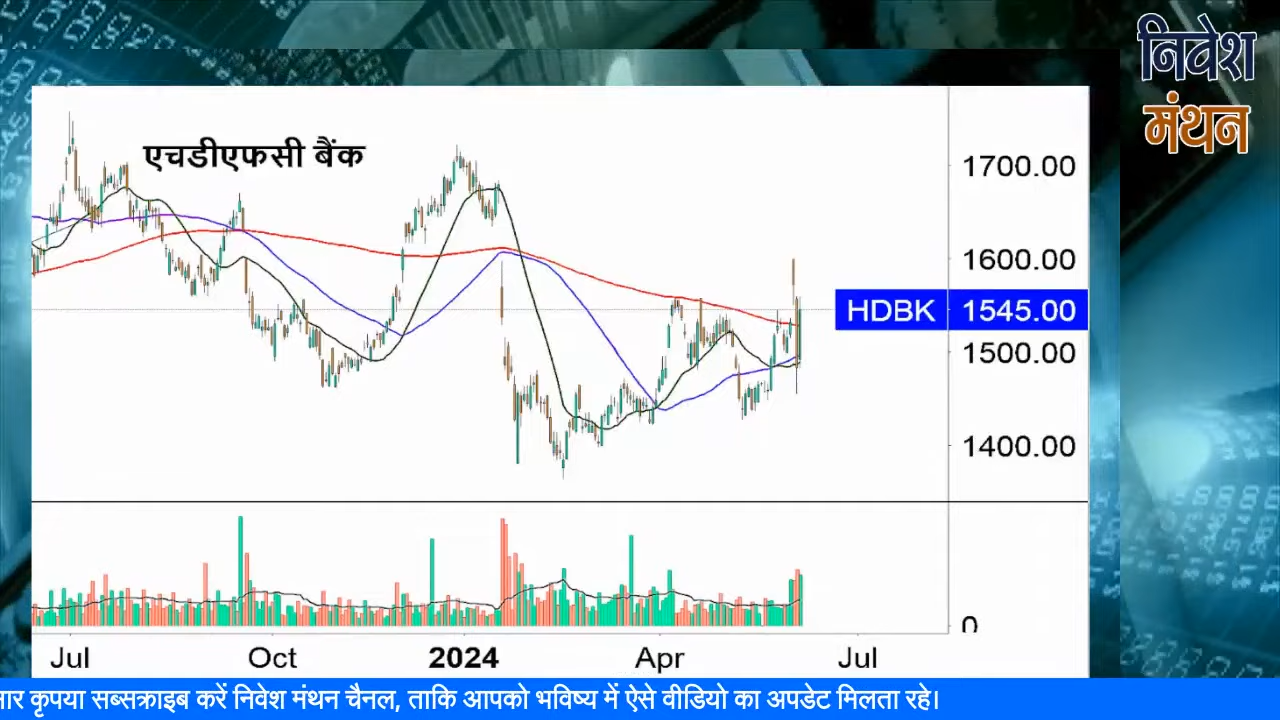 निवेश
मंथन
एचडीएफसी बैंक
1700.00
1600.00
HDBK 1545.00
1500.00
1400.00
0
Jul Oct 2024 Apr Jul
कृपया सब्सक्राइब करें निवेश मंथन चैनल, ताकि आपको भविष्य में ऐसे वीडियो का अपडेट मिलता रहे।